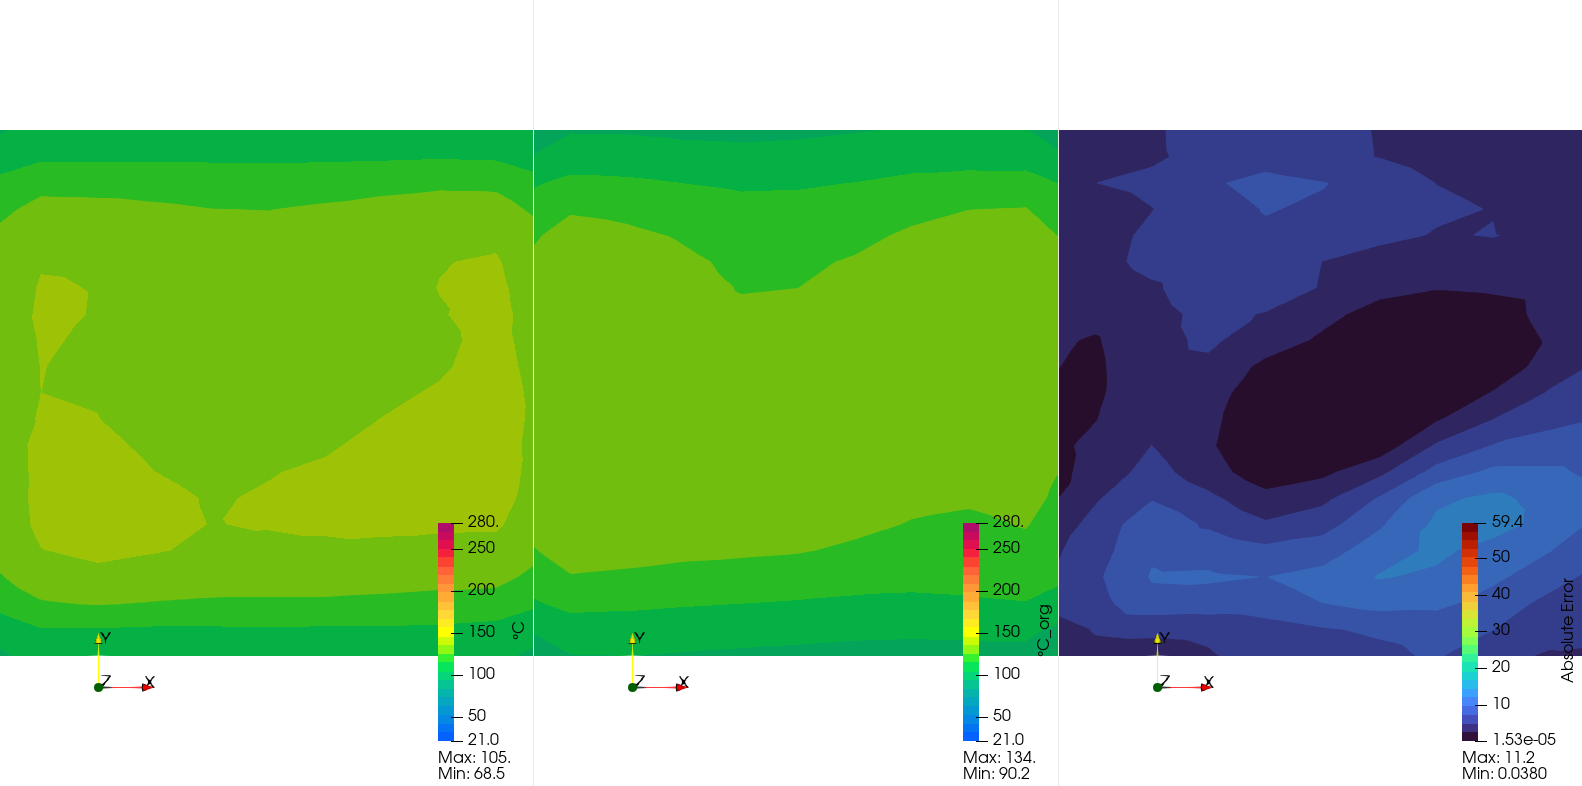 280.
250
200
150
100
50
21.0
°C
Max: 105.
Min: 68.5
Y
Z
X
280.
250
200
150
100
50
21.0
°C_org
Max: 134.
Min: 90.2
Y
Z
X
59.4
50
40
30
20
10
1.53e-05
Absolute Error
Max: 11.2
Min: 0.0380
Y
Z
X